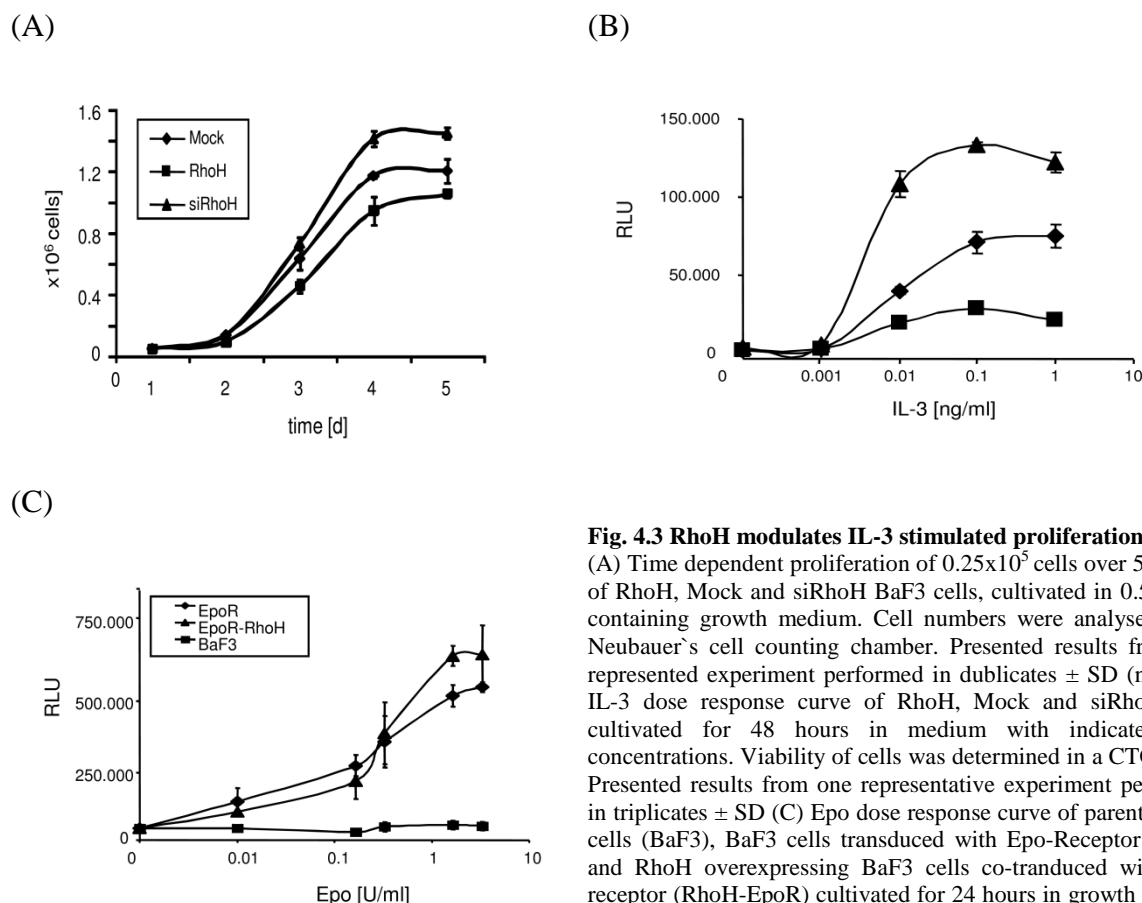 (A)
(B)
1.6
1.2
0.8
0.4
0
x10⁶ cells]
Mock
RhoH
siRhoH
0 1 2 3 4 5
time [d]
150.000
100.000
50.000
0
RLU
0 0.001 0.01 0.1 1 10
IL-3 [ng/ml]
(C)
750.000
500.000
250.000
0
RLU
EpoR
EpoR-RhoH
BaF3
0 0.01 0.1 1 10
Epo [U/ml]
Fig. 4.3 RhoH modulates IL-3 stimulated proliferation
(A) Time dependent proliferation of 0.25x10⁵ cells over 5
of RhoH, Mock and siRhoH BaF3 cells, cultivated in 0.5
containing growth medium. Cell numbers were analyse
Neubauer`s cell counting chamber. Presented results fr
represented experiment performed in dublicates ± SD
IL-3 dose response curve of RhoH, Mock and siRho
cultivated for 48 hours in medium with indicate
concentrations. Viability of cells was determined in a CT
Presented results from one representative experiment pe
in triplicates ± SD (C) Epo dose response curve of parent
cells (BaF3), BaF3 cells transduced with Epo-Receptor
and RhoH overexpressing BaF3 cells co-tranduced wi
receptor (RhoH-EpoR) cultivated for 24 hours in growth